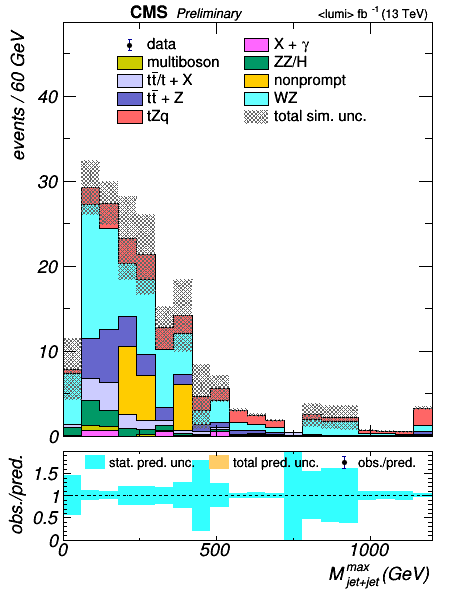 CMS Preliminary <lumi> fb⁻¹ (13 TeV)
events / 60 GeV
data X + γ
multiboson ZZ/H
tt̄/t + X nonprompt
tt̄ + Z WZ
tZq total sim. unc.
40
30
20
10
0
obs./pred.
stat. pred. unc. total pred. unc. obs./pred.
1.5
1
0.5
0
0 500 1000
M^max_jet+jet (GeV)